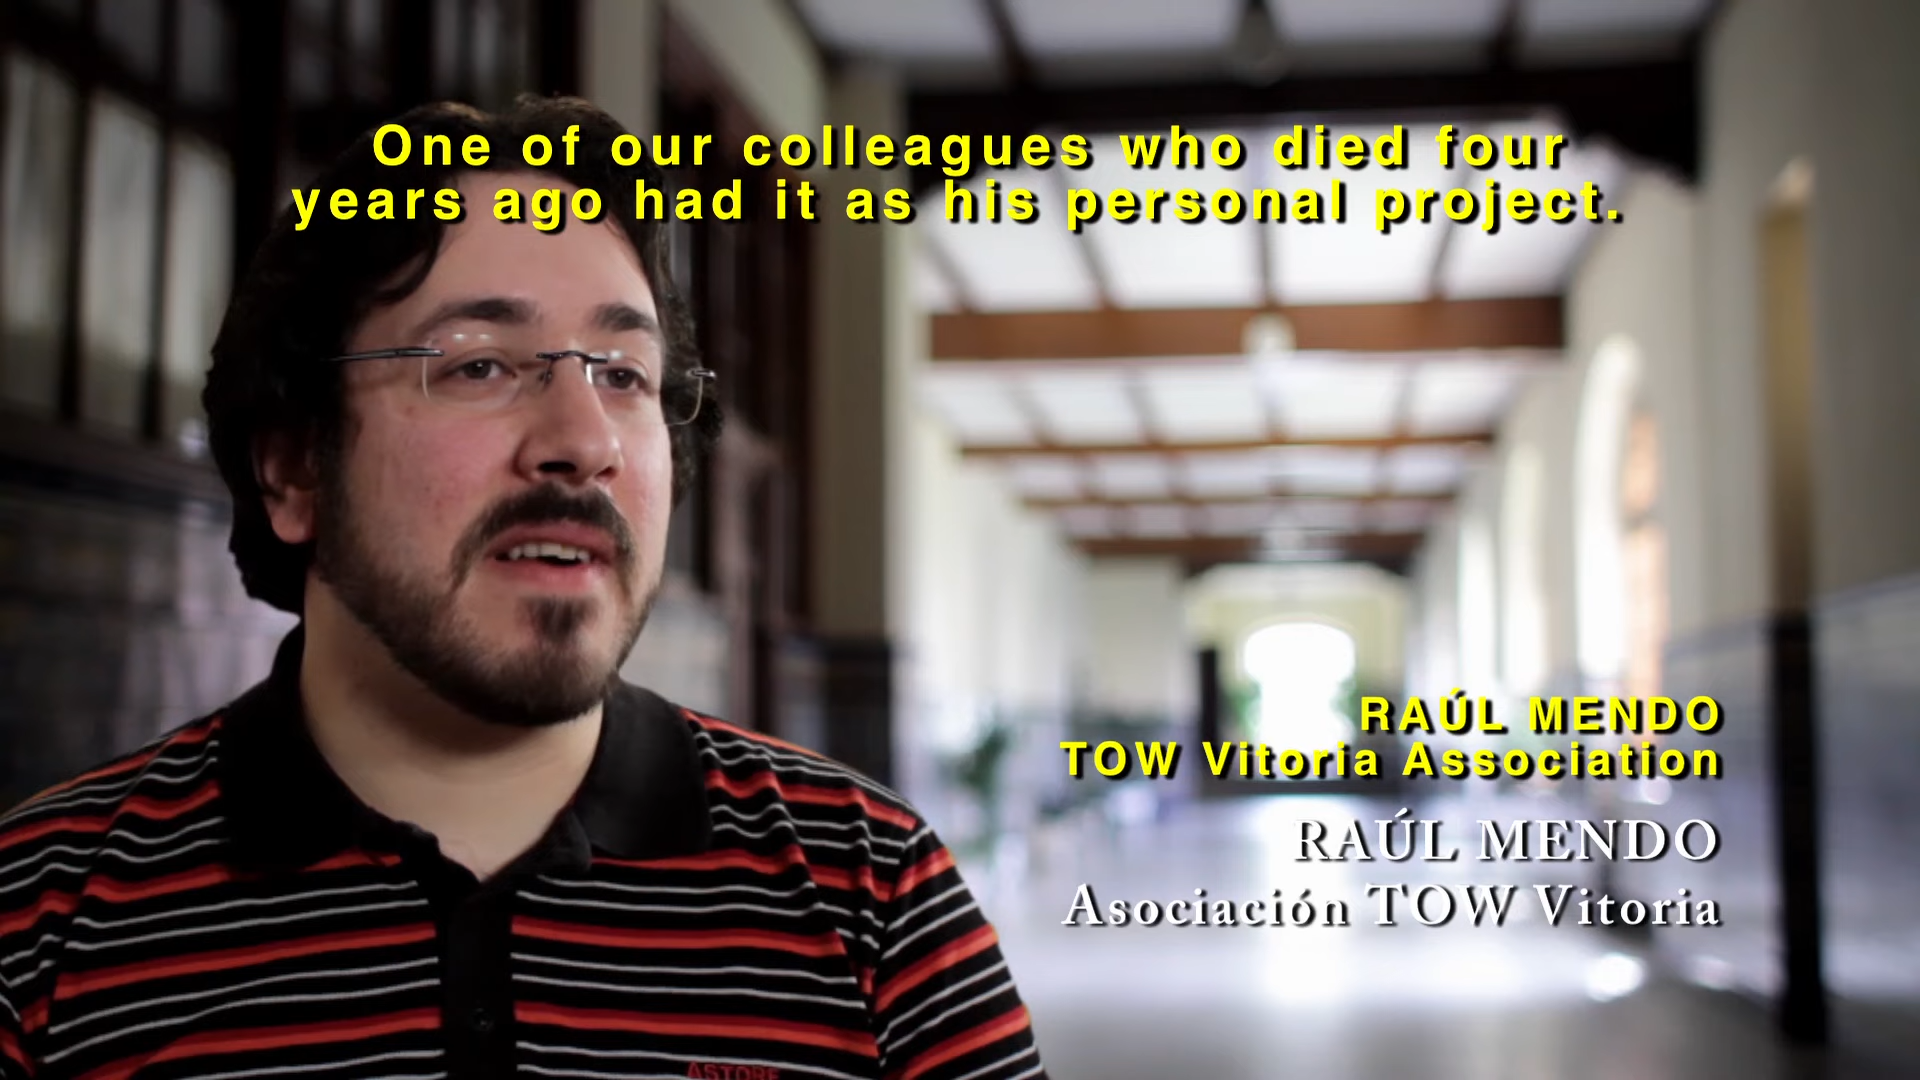 One of our colleagues who died four
years ago had it as his personal project.
RAÚL MENDO
TOW Vitoria Association
RAÚL MENDO
Asociación TOW Vitoria
ASTORE